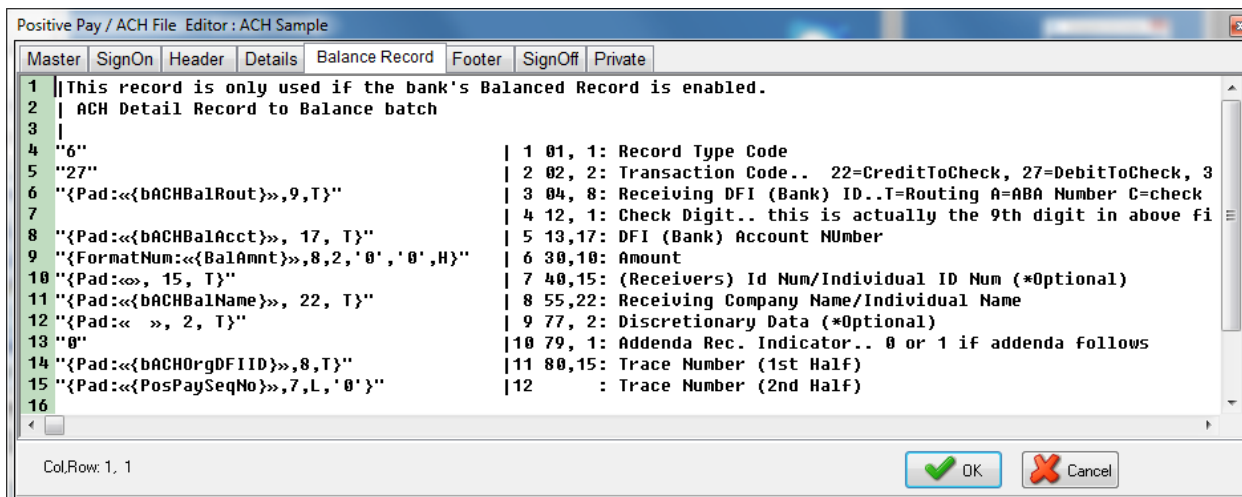 Positive Pay / ACH File Editor : ACH Sample
Master SignOn Header Details Balance Record Footer SignOff Private
1 |This record is only used if the bank's Balanced Record is enabled.
2 | ACH Detail Record to Balance batch
3 |
4 "6" | 1 01, 1: Record Type Code
5 "27" | 2 02, 2: Transaction Code.. 22=CreditToCheck, 27=DebitToCheck, 3
6 "{Pad:«{bACHBalRout}»,9,T}" | 3 04, 8: Receiving DFI (Bank) ID..T=Routing A=ABA Number C=check
7 | 4 12, 1: Check Digit.. this is actually the 9th digit in above fi
8 "{Pad:«{bACHBalAcct}», 17, T}" | 5 13,17: DFI (Bank) Account NUmber
9 "{FormatNum:«{BalAmnt}»,8,2,'0','0',H}" | 6 30,10: Amount
10 "{Pad:«», 15, T}" | 7 40,15: (Receivers) Id Num/Individual ID Num (*Optional)
11 "{Pad:«{bACHBalName}», 22, T}" | 8 55,22: Receiving Company Name/Individual Name
12 "{Pad:« », 2, T}" | 9 77, 2: Discretionary Data (*Optional)
13 "0" |10 79, 1: Addenda Rec. Indicator.. 0 or 1 if addenda follows
14 "{Pad:«{bACHOrgDFIID}»,8,T}" |11 80,15: Trace Number (1st Half)
15 "{Pad:«{PosPaySeqNo}»,7,L,'0'}" |12 : Trace Number (2nd Half)
16
Col,Row: 1, 1
OK Cancel